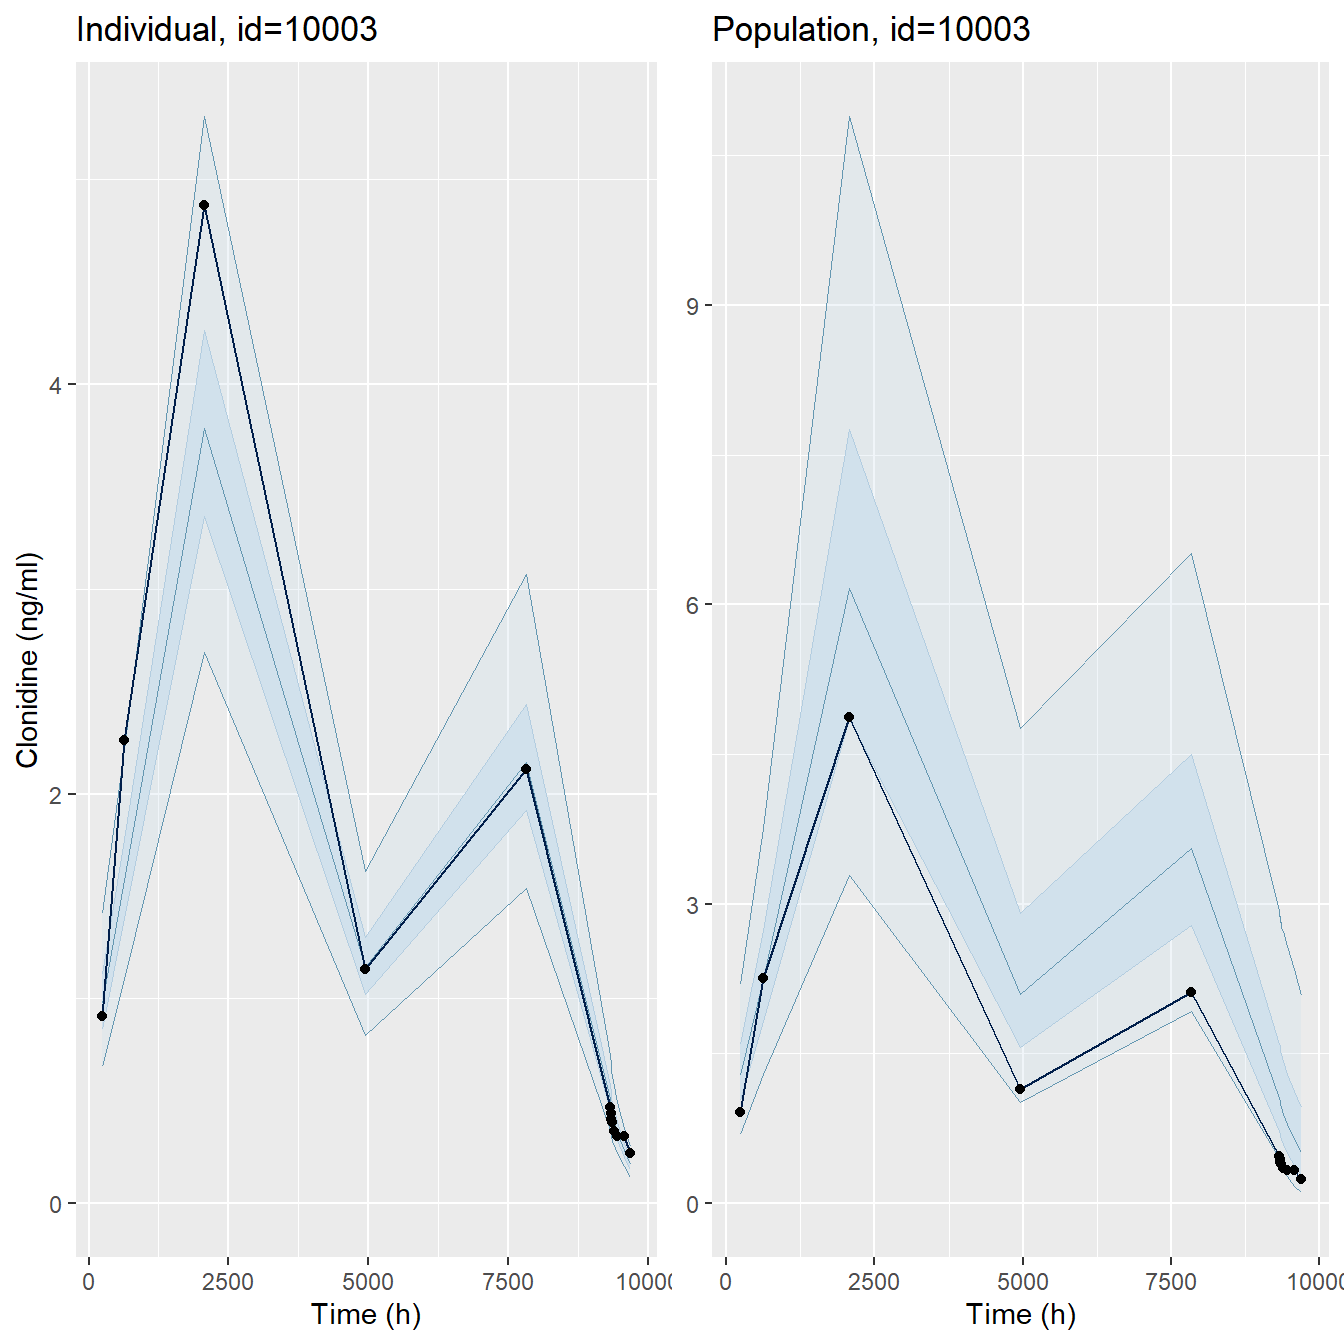 Individual, id=10003
Population, id=10003
Clonidine (ng/ml)
4
2
0
9
6
3
0
0 2500 5000 7500 10000
0 2500 5000 7500 10000
Time (h)
Time (h)